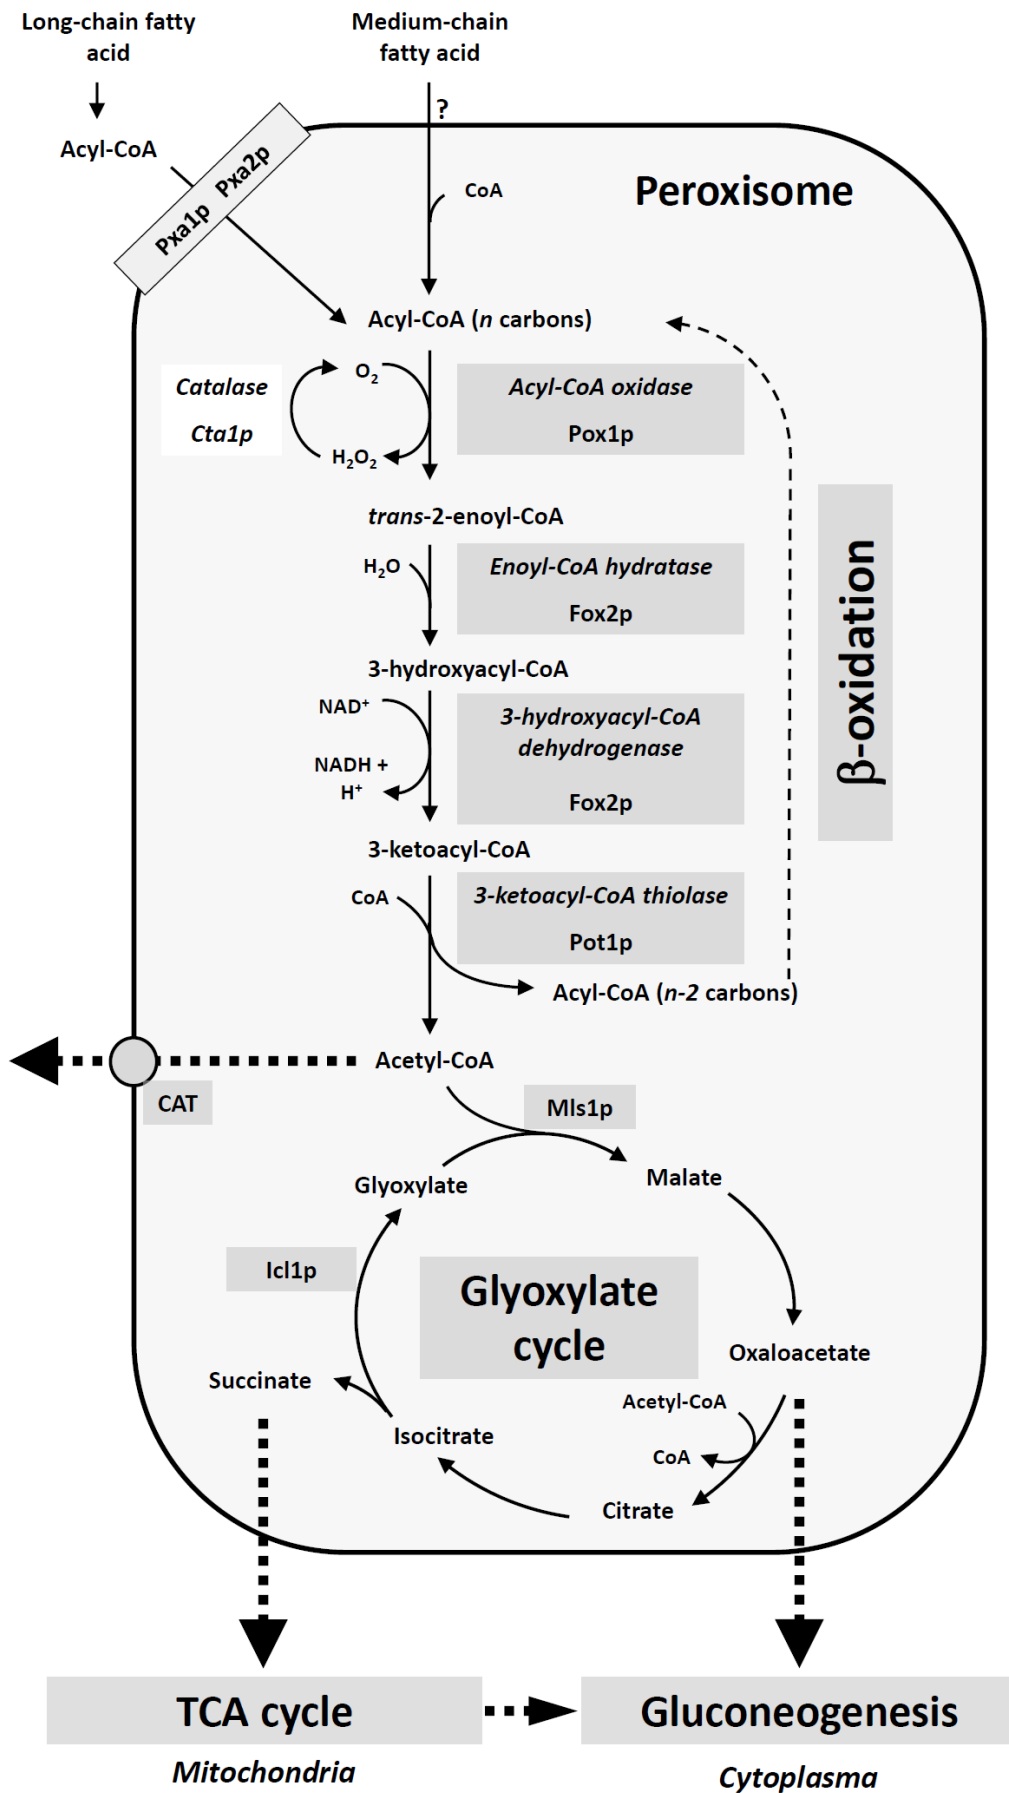 Long-chain fatty
acid
Medium-chain
fatty acid
?
Acyl-CoA
Pxa1p Pxa2p
Peroxisome
CoA
Acyl-CoA (n carbons)
Catalase
Cta1p
O2
H2O2
Acyl-CoA oxidase
Pox1p
trans-2-enoyl-CoA
H2O
Enoyl-CoA hydratase
Fox2p
β-oxidation
3-hydroxyacyl-CoA
NAD+
NADH +
H+
3-hydroxyacyl-CoA
dehydrogenase
Fox2p
3-ketoacyl-CoA
CoA
3-ketoacyl-CoA thiolase
Pot1p
Acyl-CoA (n-2 carbons)
Acetyl-CoA
CAT
Mls1p
Glyoxylate
Malate
Icl1p
Glyoxylate
cycle
Oxaloacetate
Succinate
Acetyl-CoA
Isocitrate
CoA
Citrate
TCA cycle
Gluconeogenesis
Mitochondria
Cytoplasma